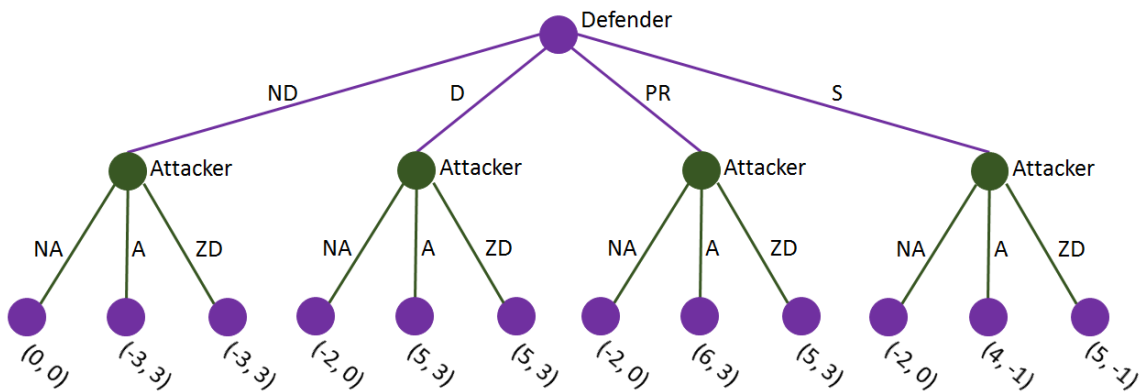 Defender
ND D PR S
Attacker Attacker Attacker Attacker
NA A ZD NA A ZD NA A ZD NA A ZD
(0, 0) (-3, 3) (-3, 3) (-2, 0) (5, 3) (5, 3) (-2, 0) (6, 3) (5, 3) (-2, 0) (4, -1) (5, -1)